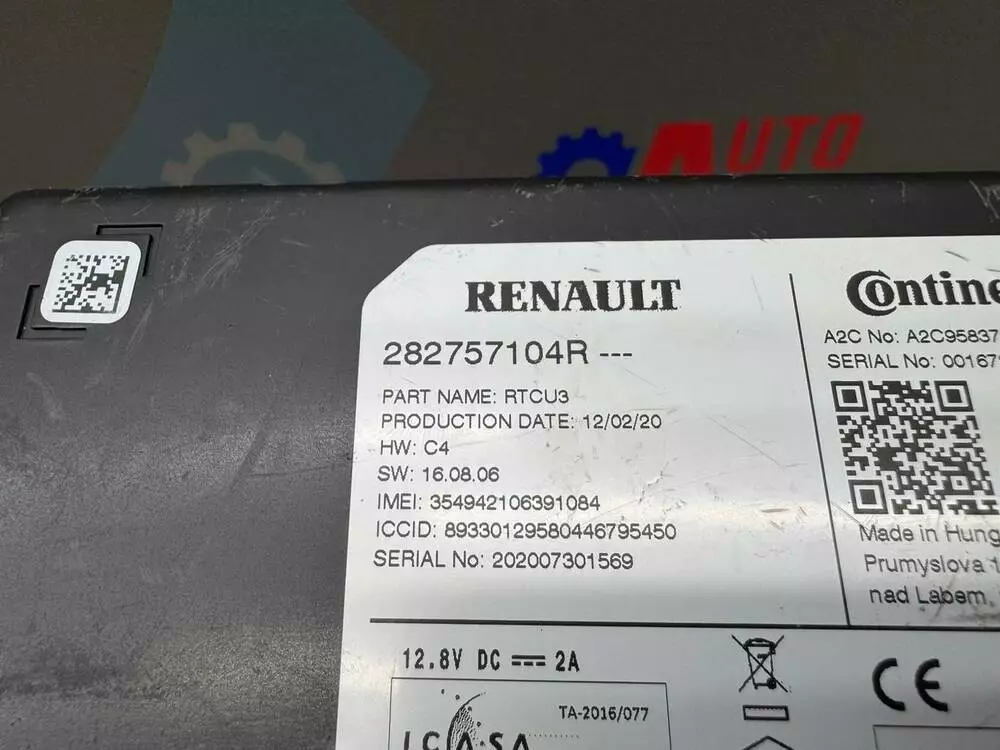 AUTO
RENAULT
282757104R ---
PART NAME: RTCU3
PRODUCTION DATE: 12/02/20
HW: C4
SW: 16.08.06
IMEI: 354942106391084
ICCID: 89330129580446795450
SERIAL No: 202007301569
Contine
A2C No: A2C95837
SERIAL No: 00167
Made in Hung
Prumyslova 1
nad Labem,
12.8V DC 2A
CE
TA-2016/077
ICASA